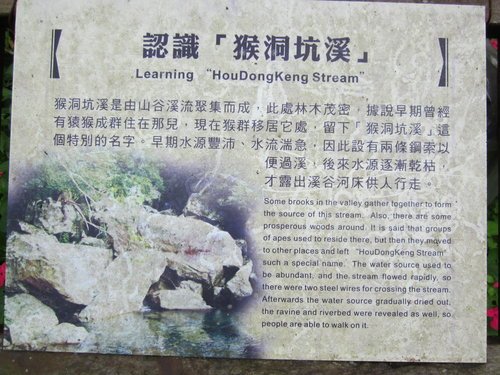 【 認識「猴洞坑溪」 】
Learning “HouDongKeng Stream”
猴洞坑溪是由山谷溪流聚集而成，此處林木茂密，據說早期曾經
有猿猴成群住在那兒，現在猴群移居它處，留下「猴洞坑溪」這
個特別的名字。早期水源豐沛、水流湍急，因此設有兩條鋼索以
便過溪，後來水源逐漸乾枯，
才露出溪谷河床供人行走。
Some brooks in the valley gather together to form
the source of this stream. Also, there are some
prosperous woods around. It is said that groups
of apes used to reside there, but then they moved
to other places and left “HouDongKeng Stream”
such a special name. The water source used to
be abundant, and the stream flowed rapidly, so
there were two steel wires for crossing the stream.
Afterwards the water source gradually dried out,
the ravine and riverbed were revealed as well, so
people are able to walk on it.